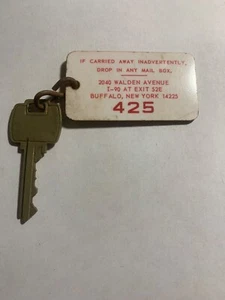 IF CARRIED AWAY INADVERTENTLY,
DROP IN ANY MAIL BOX.
2040 WALDEN AVENUE
I-90 AT EXIT 52E
BUFFALO, NEW YORK 14225
425